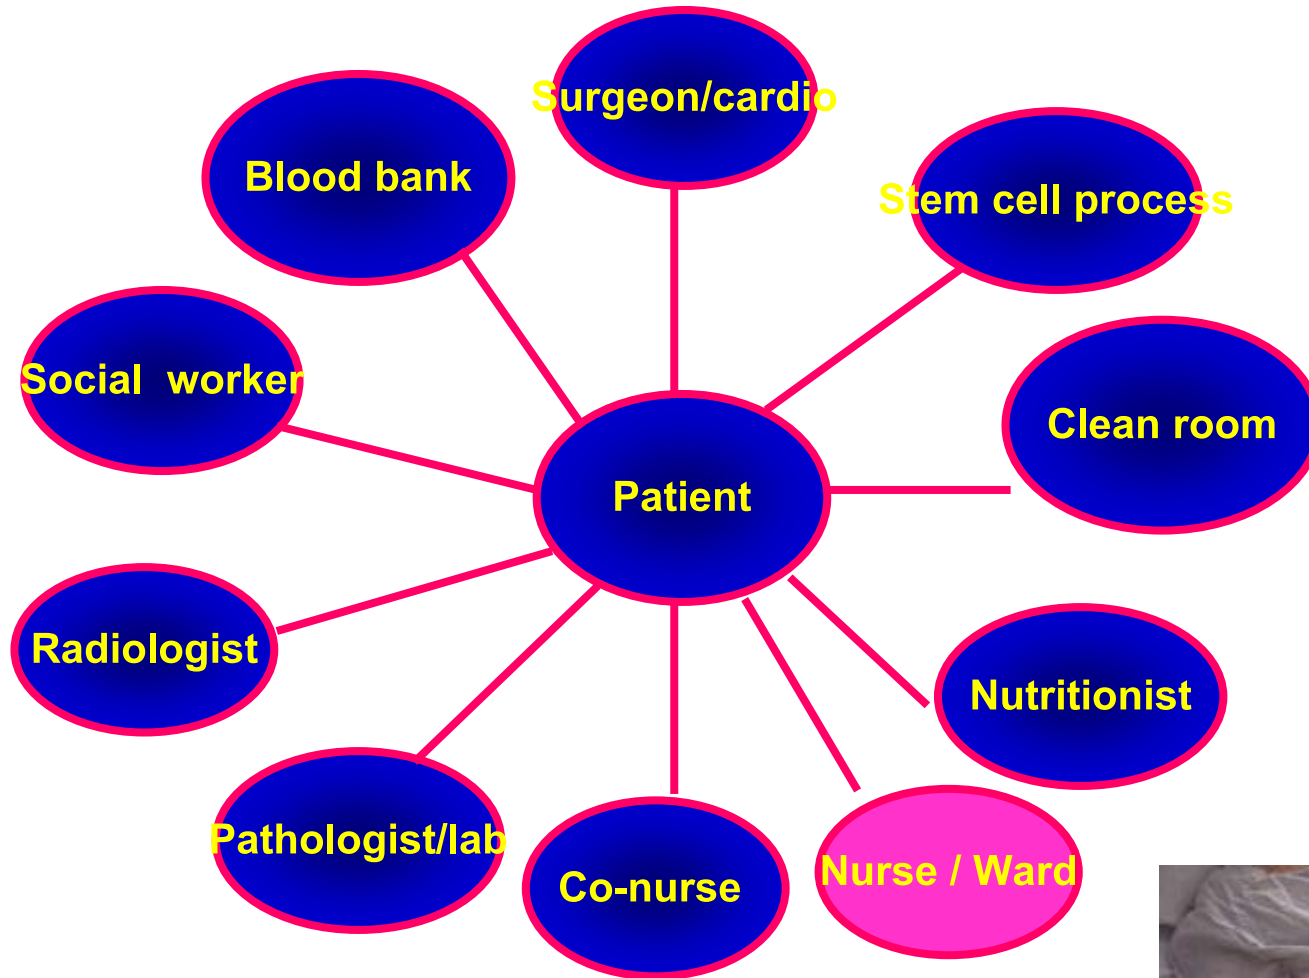 Surgeon/cardio
Blood bank
Stem cell process
Social  worker
Clean room
Patient
Radiologist
Nutritionist
Pathologist/lab
Nurse / Ward
Co-nurse